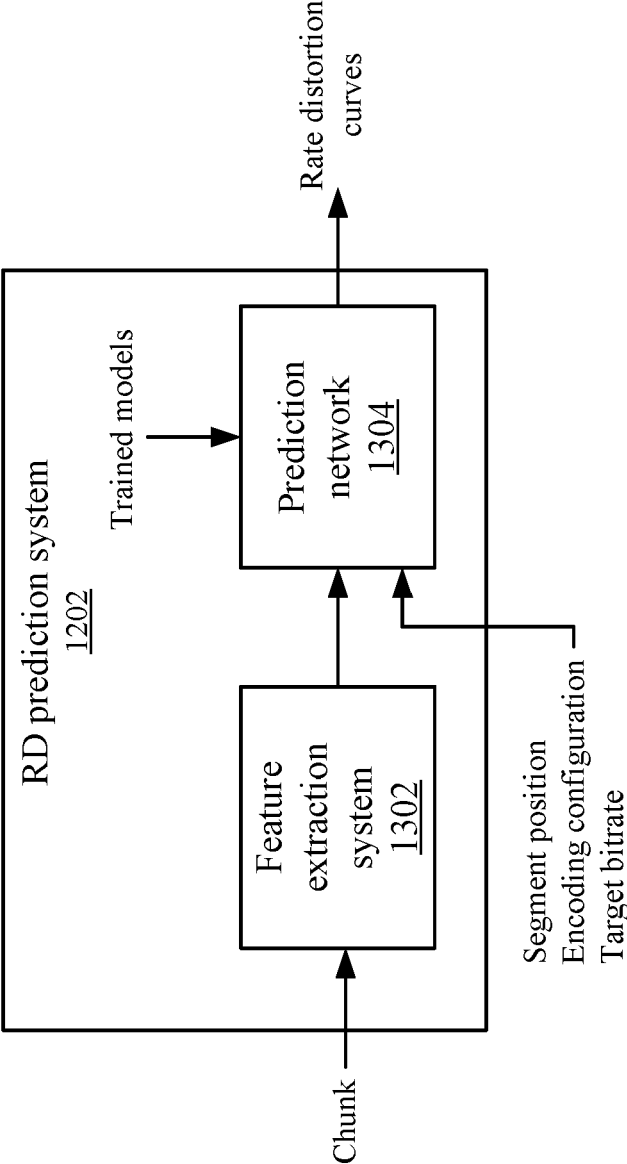 RD prediction system
1202
Trained models
Chunk
Feature
extraction
system
1302
Prediction
network
1304
Rate distortion
curves
Segment position
Encoding configuration
Target bitrate